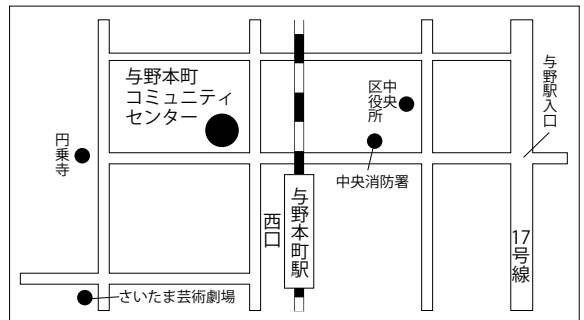 与野本町
コミュニティ
センター
円乗寺
さいたま芸術劇場
西口
与野本町駅
中央
区役所
中央消防署
与野駅入口
17号線